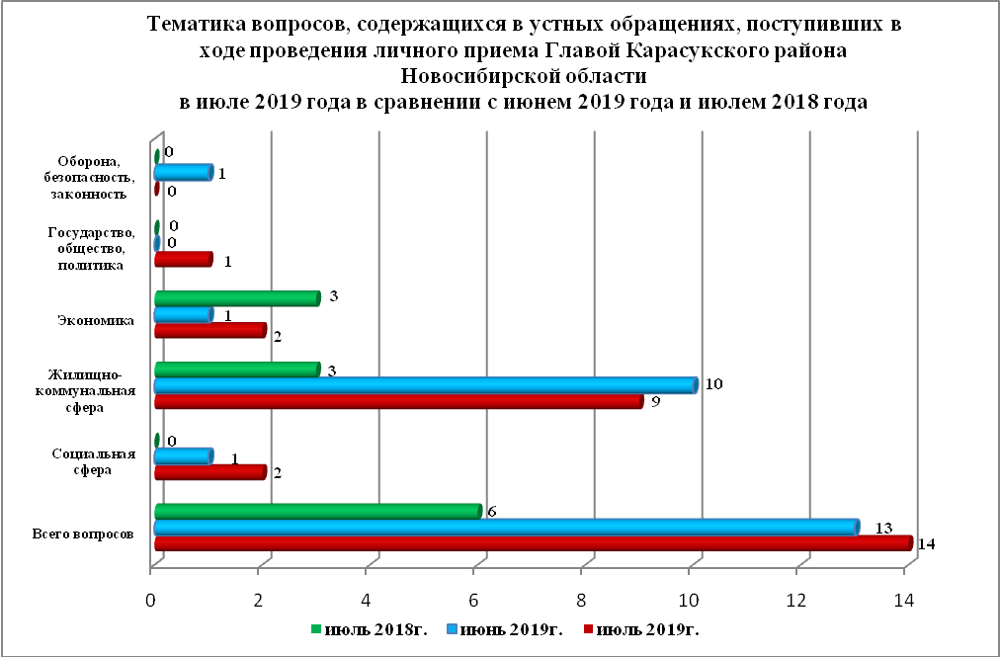 Тематика вопросов, содержащихся в устных обращениях, поступивших в
ходе проведения личного приема Главой Карасукского района
Новосибирской области
в июле 2019 года в сравнении с июнем 2019 года и июлем 2018 года
Оборона,
безопасность,
законность
0
1
0
Государство,
общество,
политика
0
0
1
Экономика
3
1
2
Жилищно-
коммунальная
сфера
3
10
9
Социальная
сфера
0
1
2
Всего вопросов
6
13
14
0 2 4 6 8 10 12 14
июль 2018г. июнь 2019г. июль 2019г.